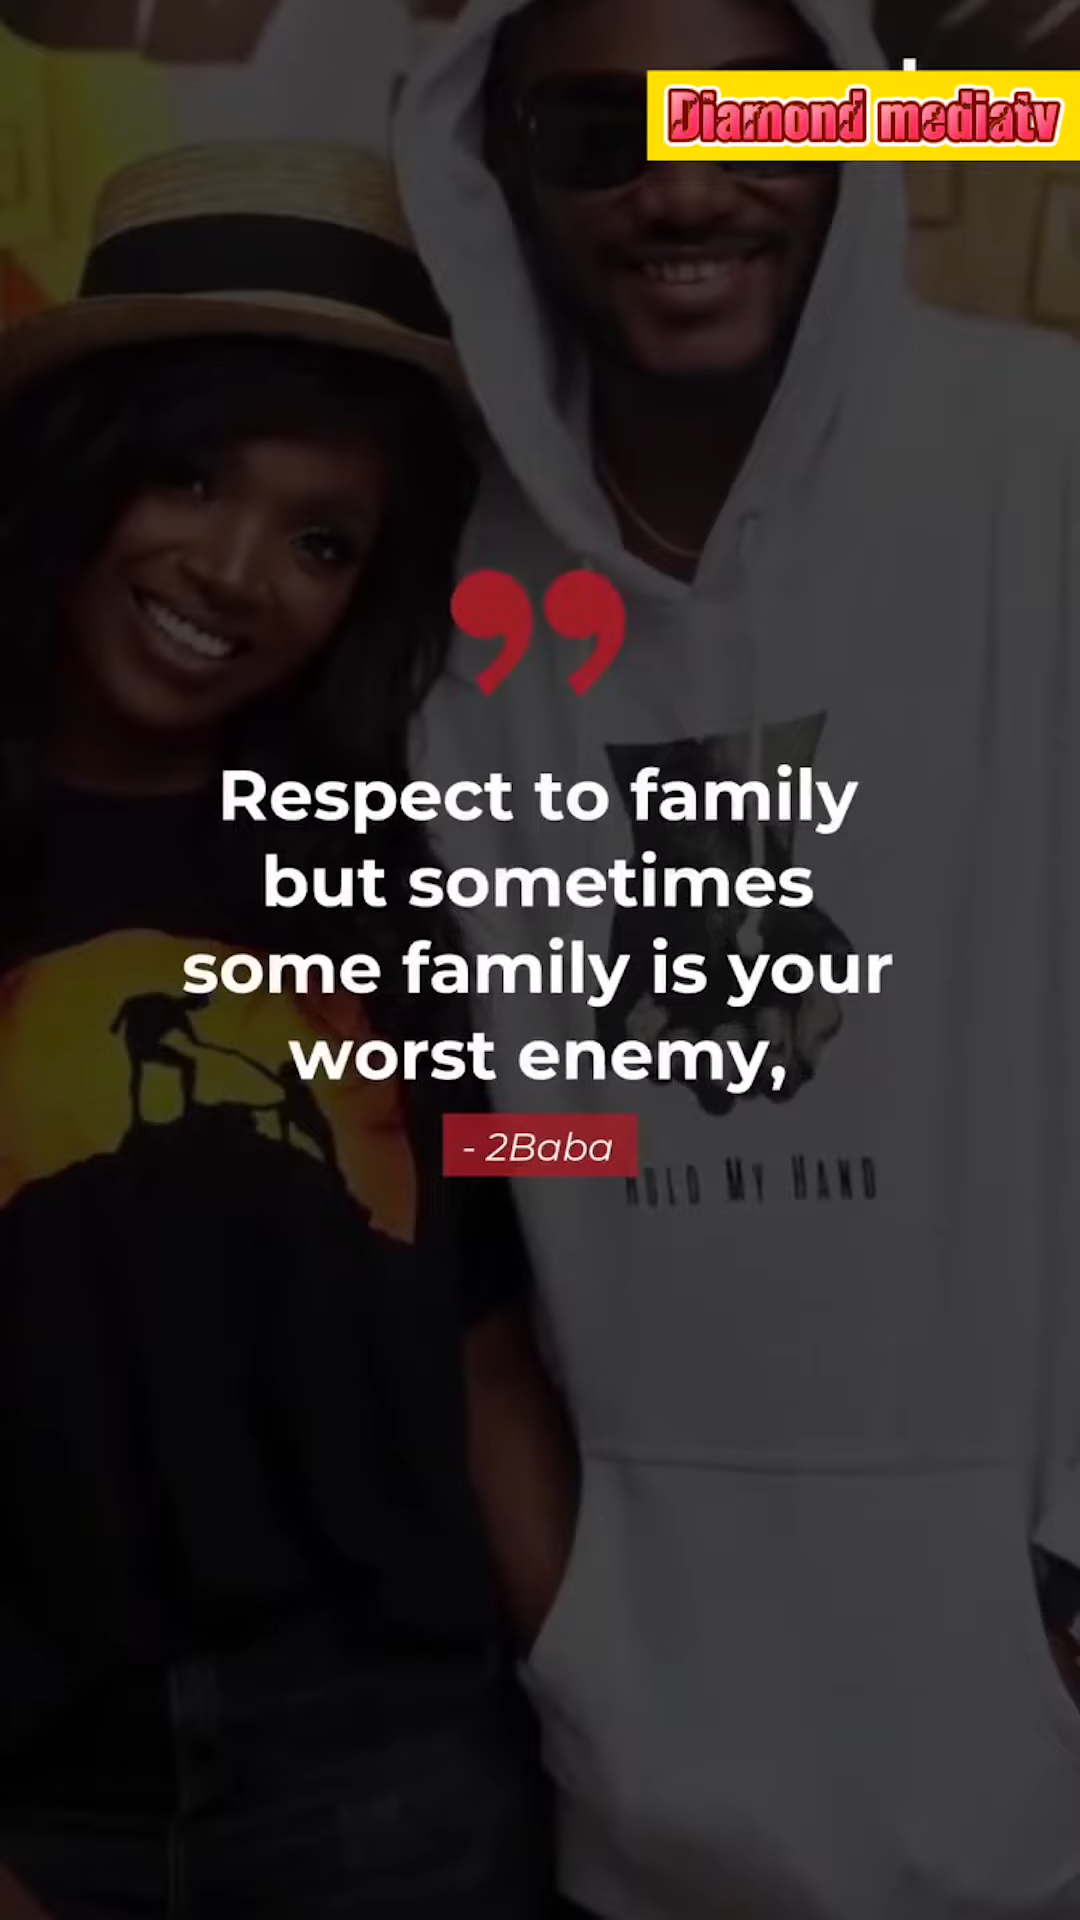 Diamond mediatv
Respect to family
but sometimes
some family is your
worst enemy,
- 2Baba
HOLD MY HAND